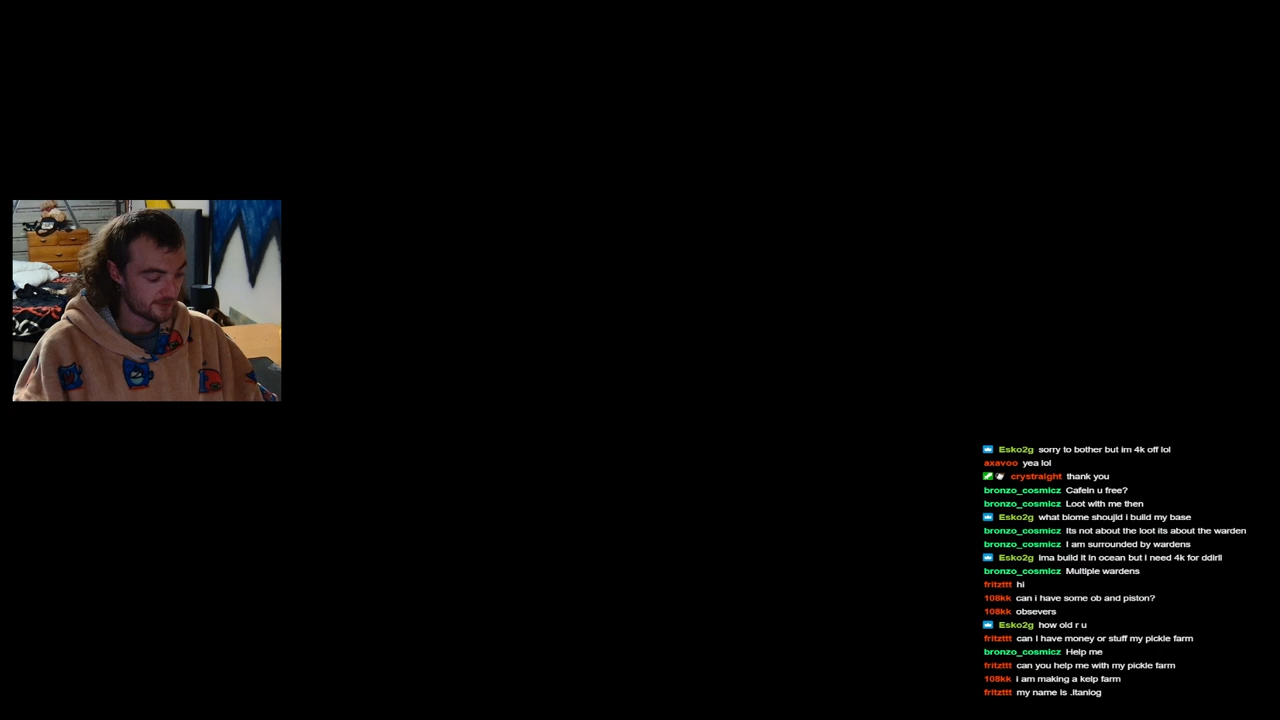 Esko2g sorry to bother but im 4k off lol
axavoo yea lol
crystraight thank you
bronzo_cosmicz Cafein u free?
bronzo_cosmicz Loot with me then
Esko2g what biome shoujld i build my base
bronzo_cosmicz Its not about the loot its about the warden
bronzo_cosmicz I am surrounded by wardens
Esko2g ima build it in ocean but i need 4k for ddirll
bronzo_cosmicz Multiple wardens
fritzttt hi
108kk can i have some ob and piston?
108kk obsevers
Esko2g how old r u
fritzttt can I have money or stuff my pickle farm
bronzo_cosmicz Help me
fritzttt can you help me with my pickle farm
108kk i am making a kelp farm
fritzttt my name is .itanlog